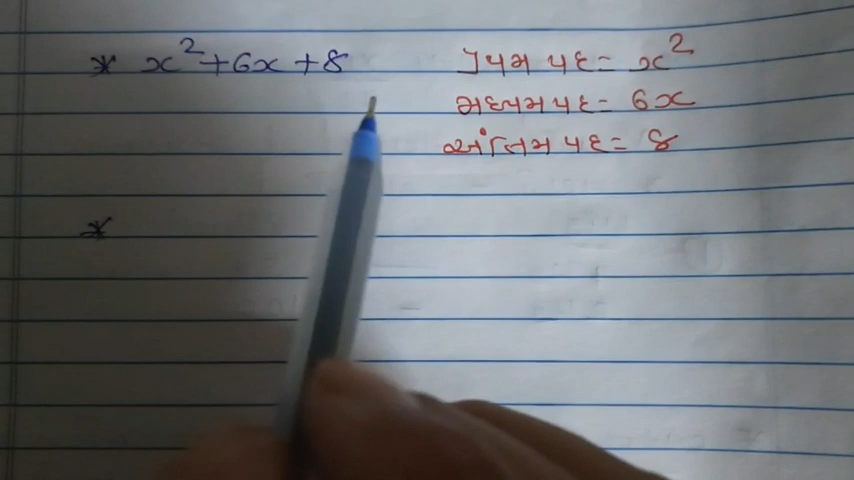 * x²+6x+8
પ્રથમ પદ = x²
મધ્યમ પદ = 6x
અંતિમ પદ = 8
*